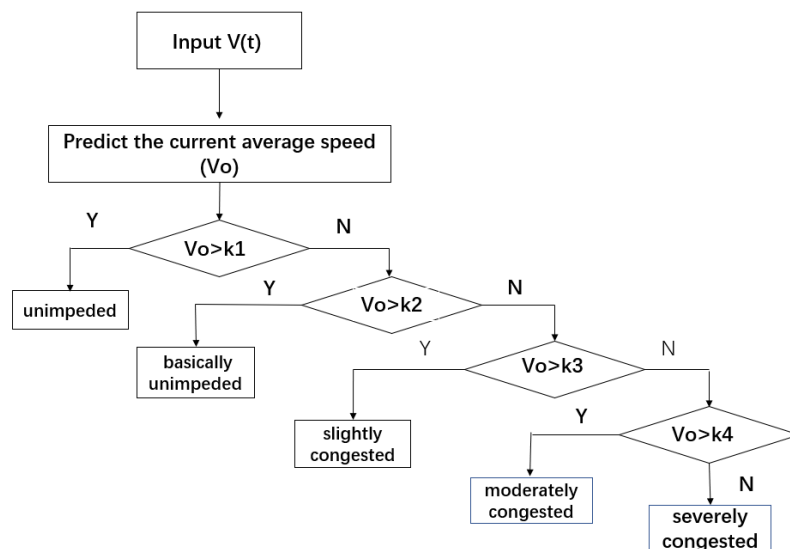 Input V(t)
Predict the current average speed
(Vo)
Y
N
Vo>k1
unimpeded
Y
N
Vo>k2
basically
unimpeded
Y
N
Vo>k3
slightly
congested
Y
Vo>k4
moderately
congested
N
severely
congested